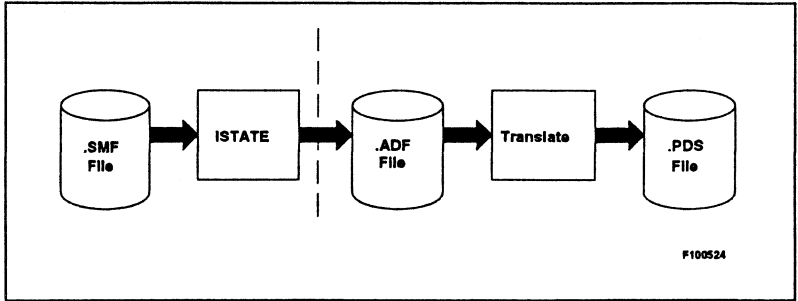 .SMF
File
ISTATE
.ADF
File
Translate
.PDS
File
F100524